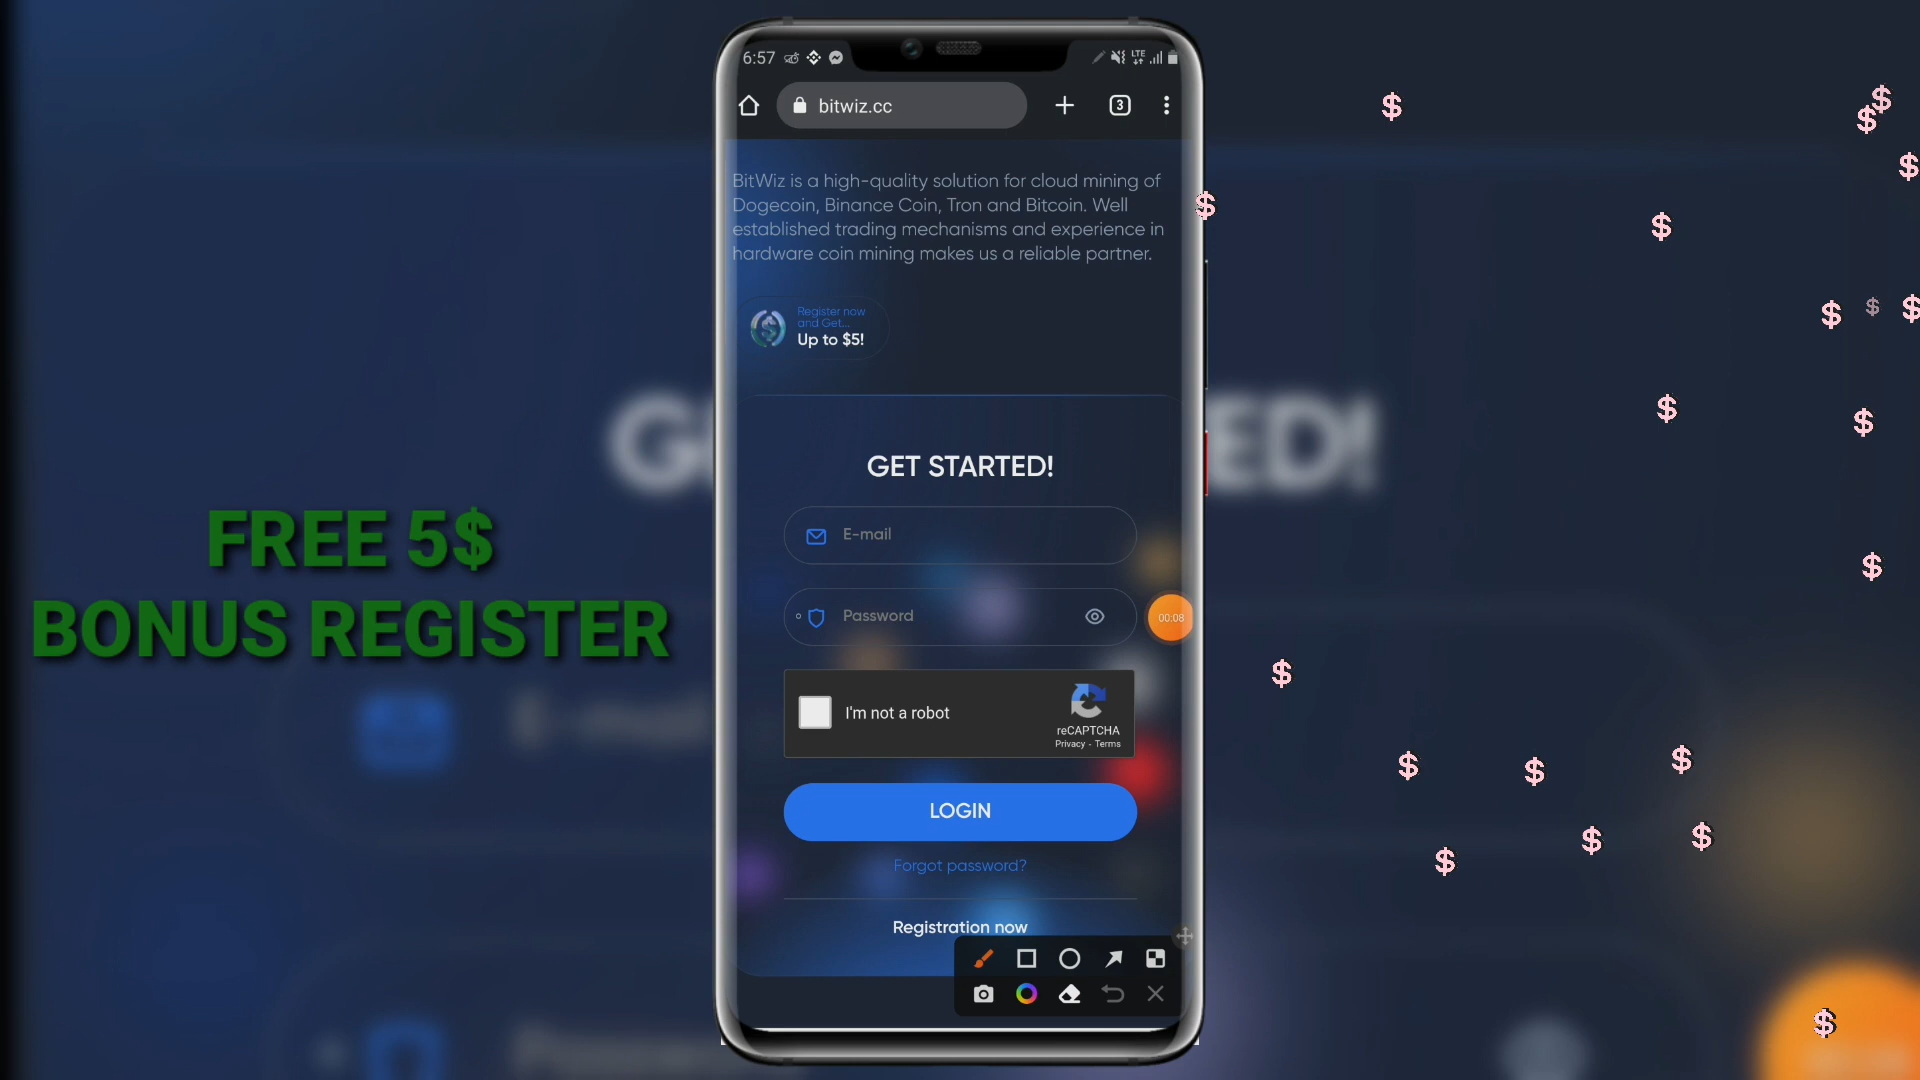 6:57
LTE
bitwiz.cc
3
BitWiz is a high-quality solution for cloud mining of
Dogecoin, Binance Coin, Tron and Bitcoin. Well
established trading mechanisms and experience in
hardware coin mining makes us a reliable partner.
Register now
and Get...
Up to $5!
GET STARTED!
FREE 5$
BONUS REGISTER
E-mail
Password
00:08
I'm not a robot
reCAPTCHA
Privacy - Terms
LOGIN
Forgot password?
Registration now